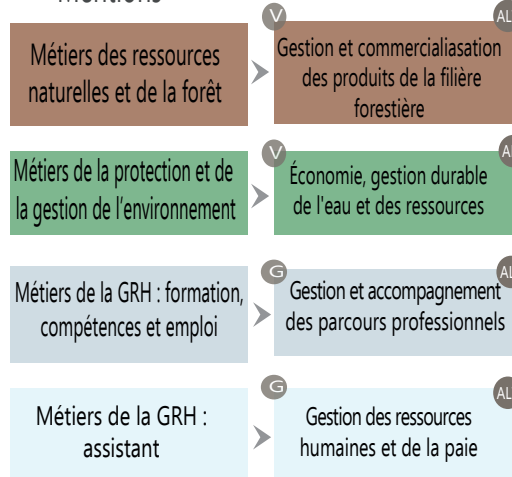 Mentions
V
AL
Métiers des ressources
naturelles et de la forêt
Gestion et commercialiasation
des produits de la filière
forestière
V
AL
Métiers de la protection et de
la gestion de l’environnement
Économie, gestion durable
de l'eau et des ressources
G
AL
Métiers de la GRH : formation,
compétences et emploi
Gestion et accompagnement
des parcours professionnels
G
AL
Métiers de la GRH :
assistant
Gestion des ressources
humaines et de la paie